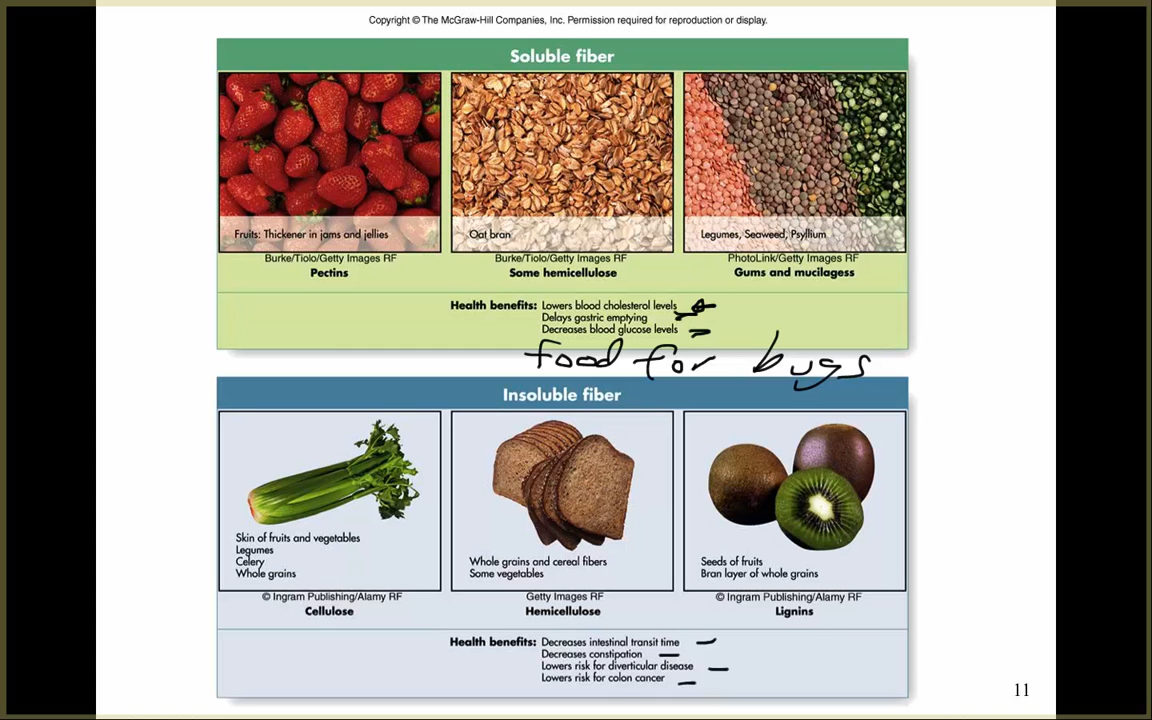 Copyright © The McGraw-Hill Companies, Inc. Permission required for reproduction or display.
Soluble fiber
Fruits: Thickener in jams and jellies
Oat bran
Legumes, Seaweed, Psyllium
Burke/Tiolo/Getty Images RF
Burke/Tiolo/Getty Images RF
PhotoLink/Getty Images RF
Pectins
Some hemicellulose
Gums and mucilagess
Health benefits: Lowers blood cholesterol levels
Delays gastric emptying
Decreases blood glucose levels
food for bugs
Insoluble fiber
Skin of fruits and vegetables
Legumes
Celery
Whole grains
Whole grains and cereal fibers
Some vegetables
Seeds of fruits
Bran layer of whole grains
© Ingram Publishing/Alamy RF
Getty Images RF
© Ingram Publishing/Alamy RF
Cellulose
Hemicellulose
Lignins
Health benefits: Decreases intestinal transit time
Decreases constipation
Lowers risk for diverticular disease
Lowers risk for colon cancer
11